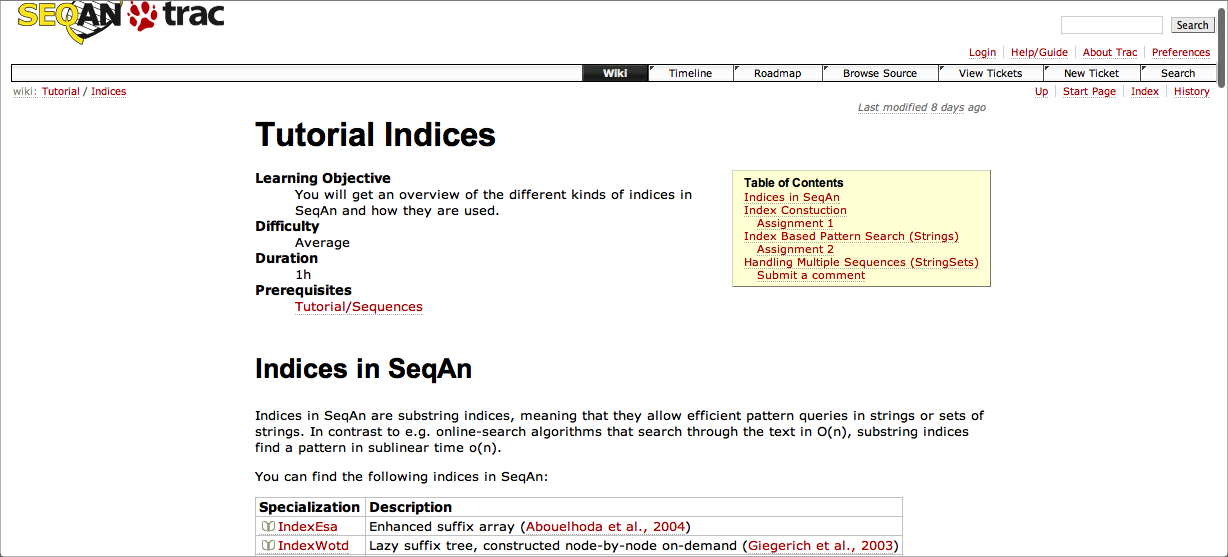 SEQAN trac
Search
Login Help/Guide About Trac Preferences
Wiki Timeline Roadmap Browse Source View Tickets New Ticket Search
wiki: Tutorial / Indices
Up Start Page Index History
Last modified 8 days ago
Tutorial Indices
Learning Objective
You will get an overview of the different kinds of indices in
SeqAn and how they are used.
Difficulty
Average
Duration
1h
Prerequisites
Tutorial/Sequences
Table of Contents
Indices in SeqAn
Index Constuction
Assignment 1
Index Based Pattern Search (Strings)
Assignment 2
Handling Multiple Sequences (StringSets)
Submit a comment
Indices in SeqAn
Indices in SeqAn are substring indices, meaning that they allow efficient pattern queries in strings or sets of
strings. In contrast to e.g. online-search algorithms that search through the text in O(n), substring indices
find a pattern in sublinear time o(n).
You can find the following indices in SeqAn:
Specialization Description
IndexEsa Enhanced suffix array (Abouelhoda et al., 2004)
IndexWotd Lazy suffix tree, constructed node-by-node on-demand (Giegerich et al., 2003)